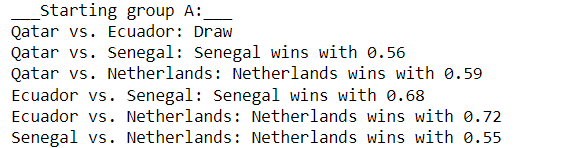 ___Starting group A:___
Qatar vs. Ecuador: Draw
Qatar vs. Senegal: Senegal wins with 0.56
Qatar vs. Netherlands: Netherlands wins with 0.59
Ecuador vs. Senegal: Senegal wins with 0.68
Ecuador vs. Netherlands: Netherlands wins with 0.72
Senegal vs. Netherlands: Netherlands wins with 0.55